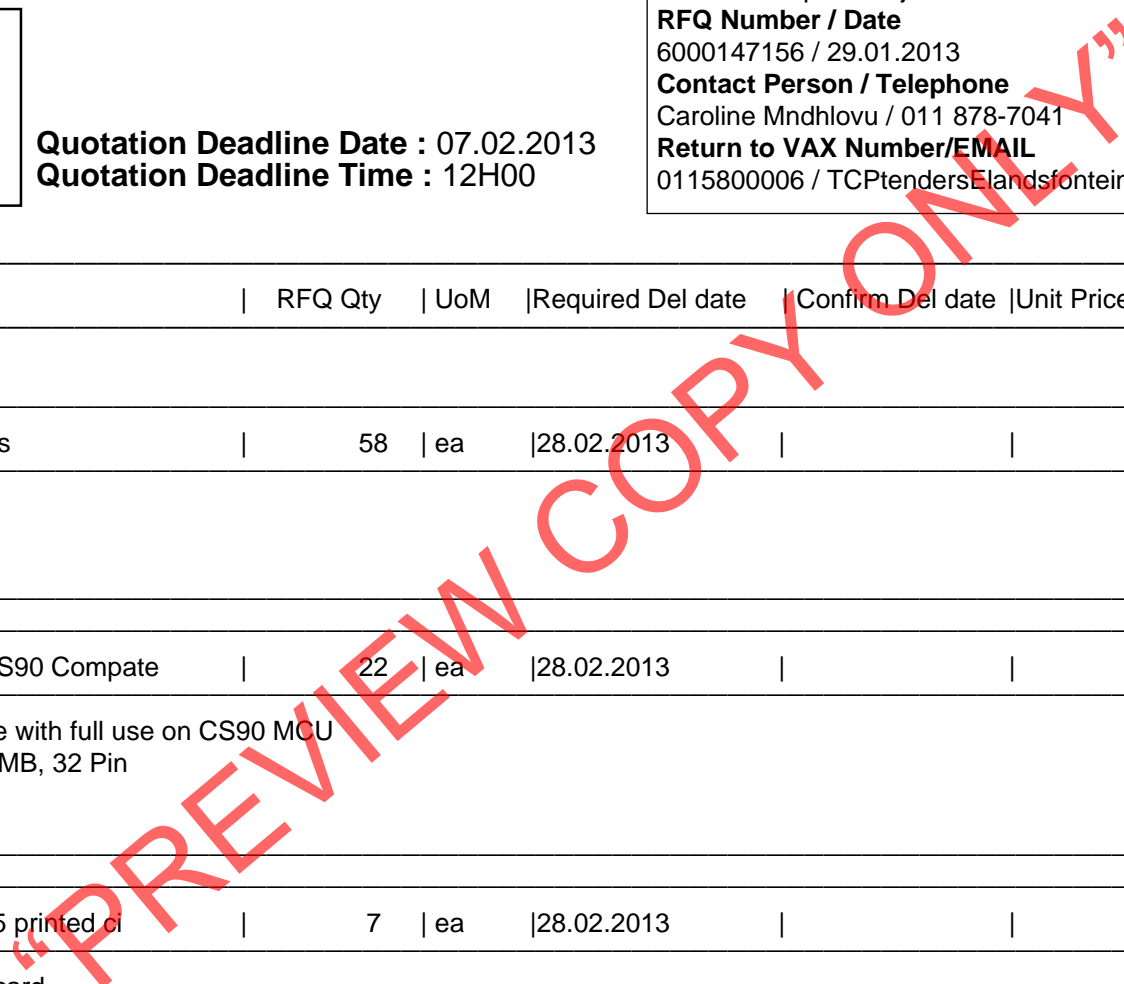 RFQ Number / Date
6000147156 / 29.01.2013
Contact Person / Telephone
Caroline Mndhlovu / 011 878-7041
Return to VAX Number/EMAIL
0115800006 / TCPtendersElandsfontein
Quotation Deadline Date : 07.02.2013
Quotation Deadline Time : 12H00
| RFQ Qty | UoM |Required Del date | Confirm Del date |Unit Price
s | 58 | ea |28.02.2013 | |
S90 Compate | 22 | ea |28.02.2013 | |
e with full use on CS90 MCU
MB, 32 Pin
5 printed ci | 7 | ea |28.02.2013 | |
“PREVIEW COPY ONLY”